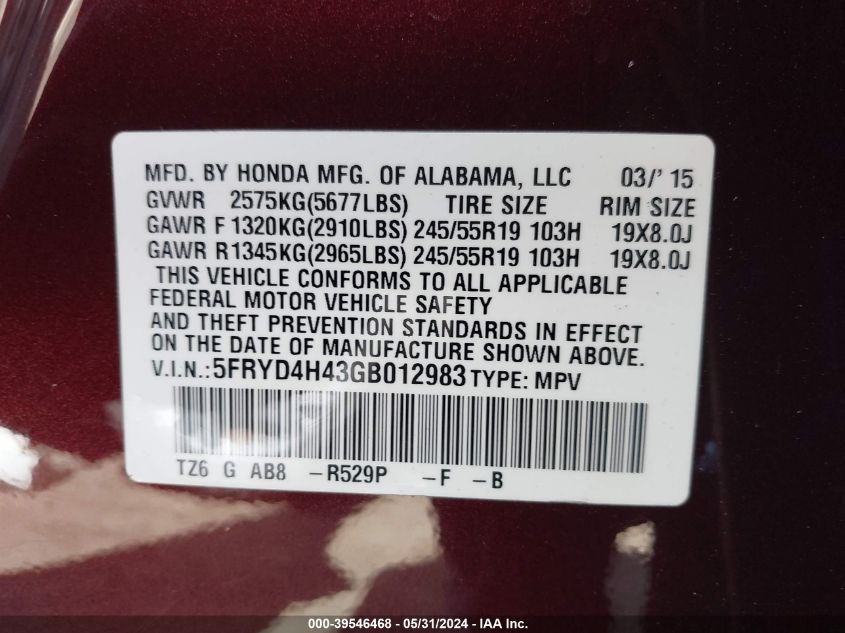 MFD. BY HONDA MFG. OF ALABAMA, LLC 03/' 15
GVWR 2575KG(5677LBS) TIRE SIZE RIM SIZE
GAWR F 1320KG(2910LBS) 245/55R19 103H 19X8.0J
GAWR R1345KG(2965LBS) 245/55R19 103H 19X8.0J
THIS VEHICLE CONFORMS TO ALL APPLICABLE
FEDERAL MOTOR VEHICLE SAFETY
AND THEFT PREVENTION STANDARDS IN EFFECT
ON THE DATE OF MANUFACTURE SHOWN ABOVE.
V.I.N.:5FRYD4H43GB012983 TYPE: MPV
TZ6 G AB8 -R529P -F -B
000-39546468 - 05/31/2024 - IAA Inc.